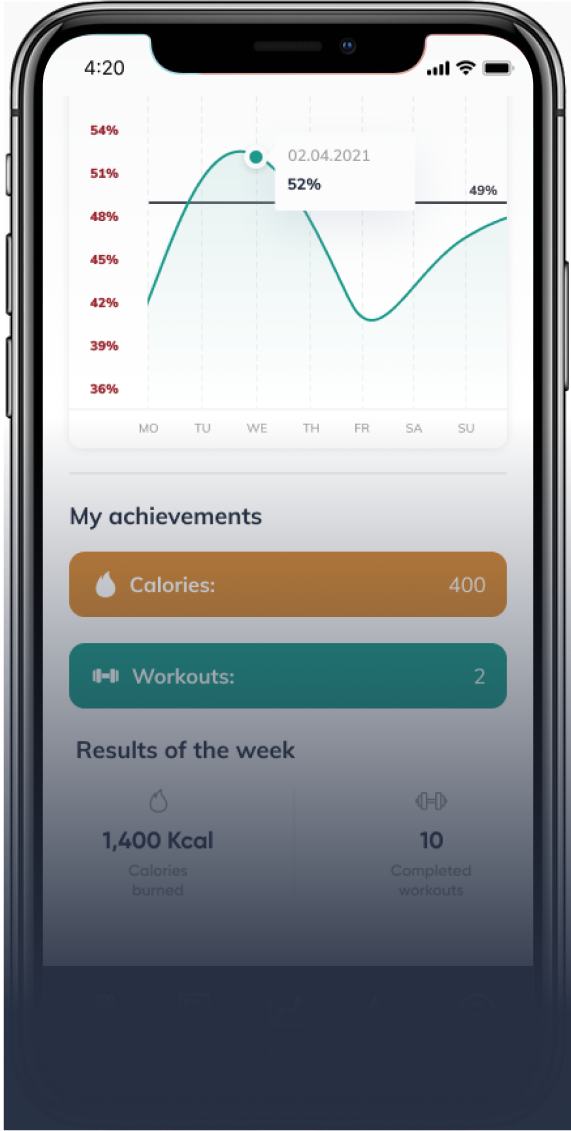 4:20
54%
51%
48%
45%
42%
39%
36%
02.04.2021
52%
49%
MO TU WE TH FR SA SU
My achievements
Calories: 400
Workouts: 2
Results of the week
1,400 Kcal 10
Calories Completed
burned workouts